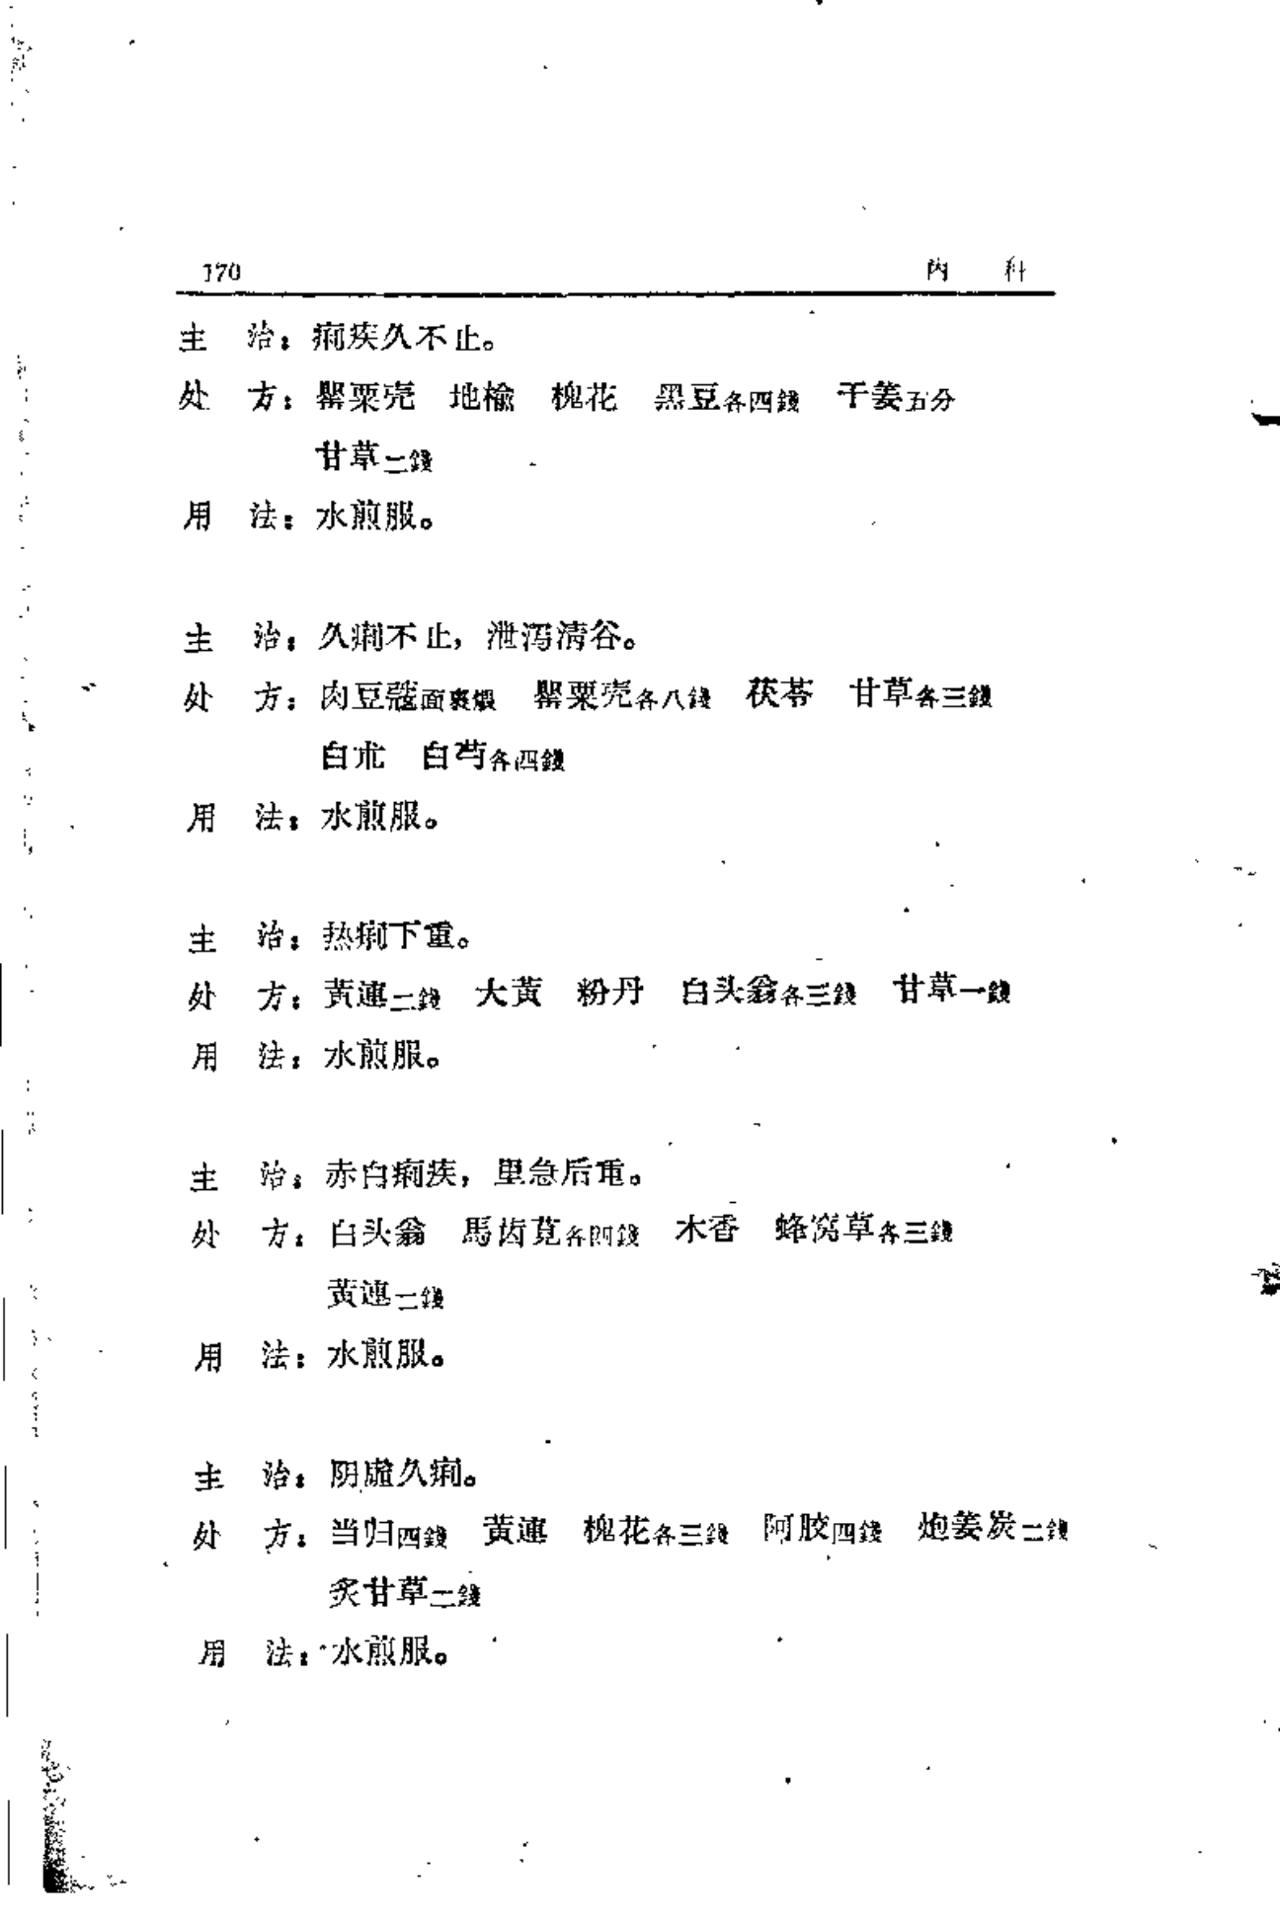 170 内 科
主 治：痢疾久不止。
处 方：罂粟壳 地榆 槐花 黑豆各四錢 干姜五分
甘草二錢
用 法：水煎服。
主 治：久痢不止，泄泻清谷。
处 方：肉豆蔻面裹煨 罂粟壳各八錢 茯苓 甘草各三錢
白朮 白芍各四錢
用 法：水煎服。
主 治：热痢下重。
处 方：黃連二錢 大黃 粉丹 白头翁各三錢 甘草一錢
用 法：水煎服。
主 治：赤白痢疾，里急后重。
处 方：白头翁 馬齿莧各四錢 木香 蜂窝草各三錢
黃連二錢
用 法：水煎服。
主 治：阴虛久痢。
处 方：当归四錢 黃連 槐花各三錢 阿胶四錢 炮姜炭二錢
炙甘草二錢
用 法：水煎服。